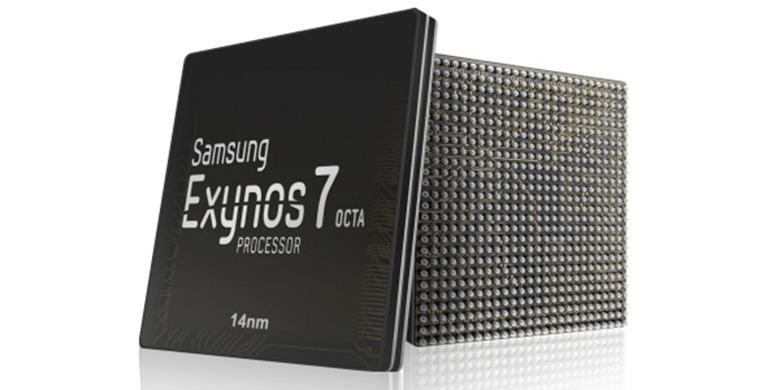 Samsung
Exynos 7 OCTA
PROCESSOR
14nm